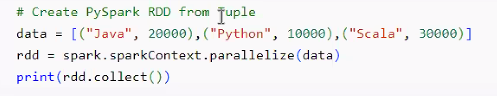 # Create PySpark RDD from Tuple
data = [("Java", 20000),("Python", 10000),("Scala", 30000)]
rdd = spark.sparkContext.parallelize(data)
print(rdd.collect())